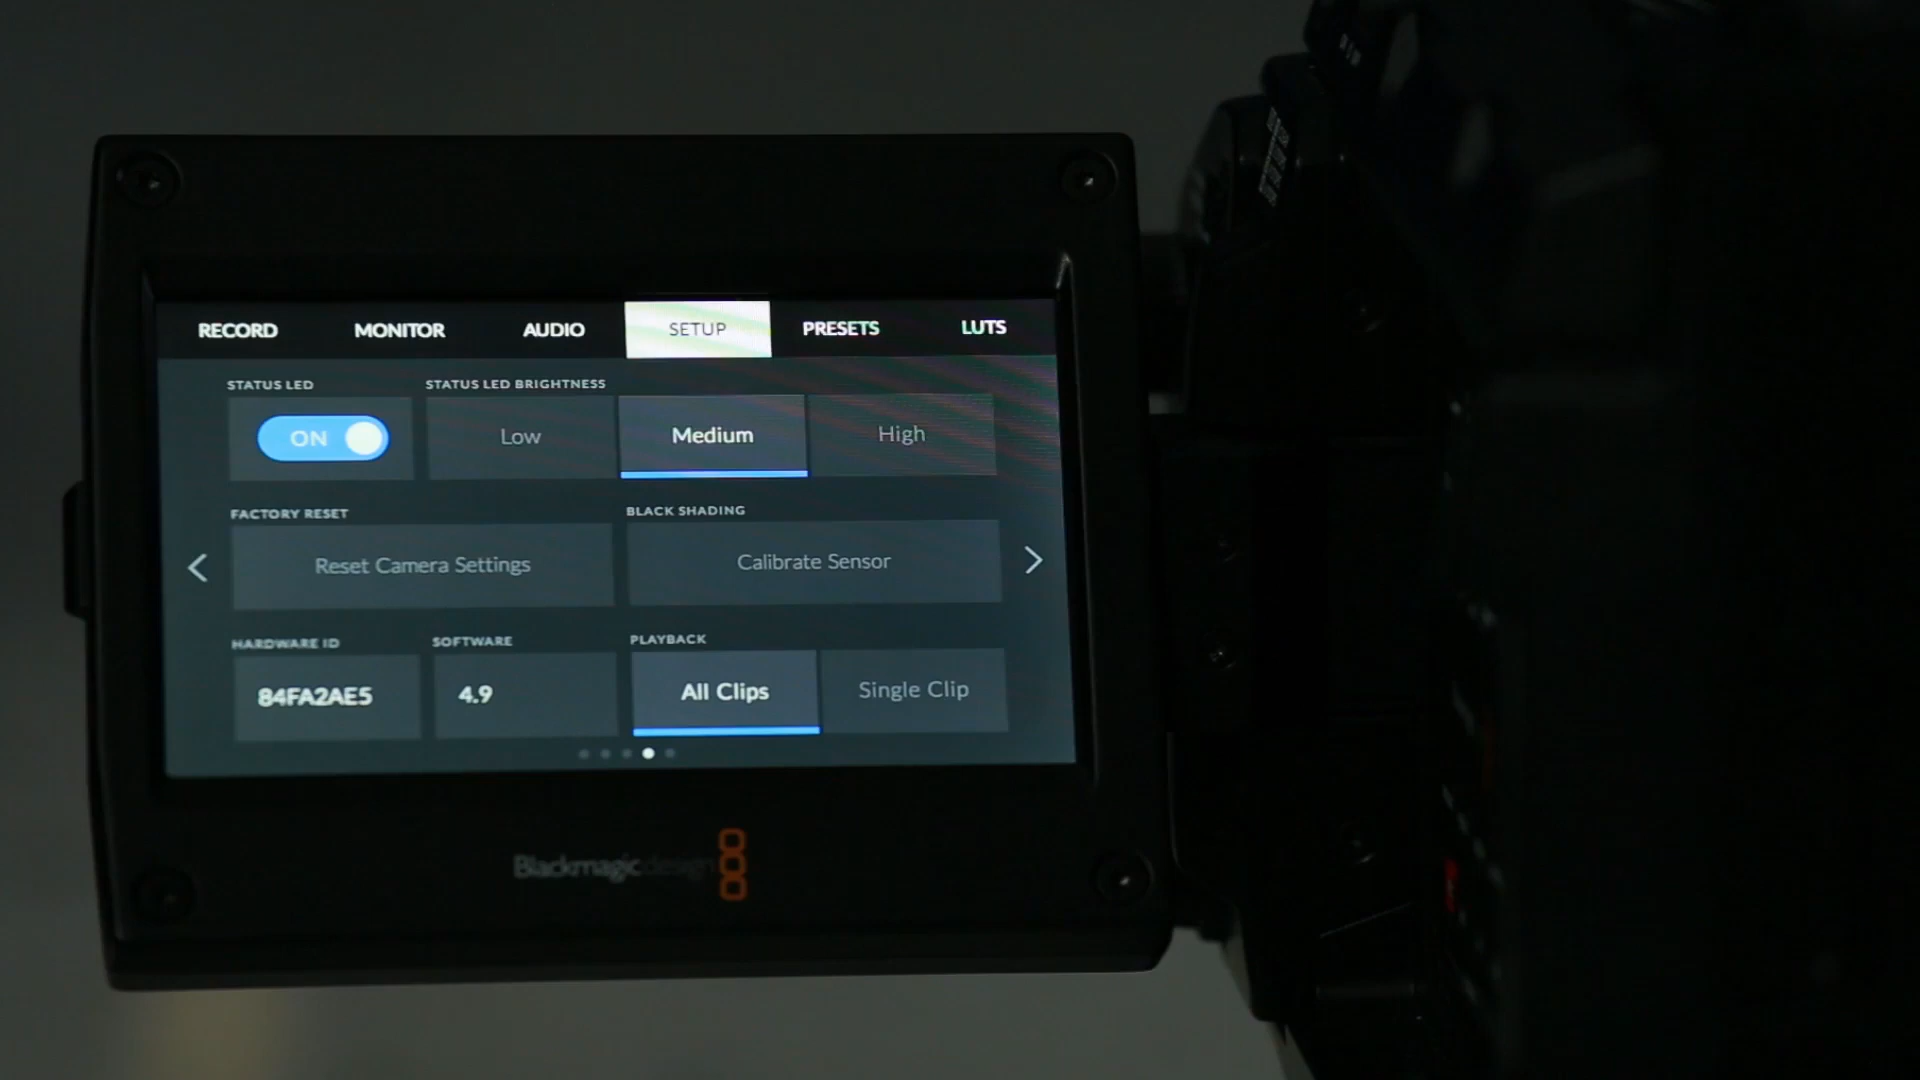 RECORD MONITOR AUDIO SETUP PRESETS LUTS
STATUS LED STATUS LED BRIGHTNESS
ON Low Medium High
FACTORY RESET BLACK SHADING
Reset Camera Settings Calibrate Sensor
HARDWARE ID SOFTWARE PLAYBACK
84FA2AE5 4.9 All Clips Single Clip
Blackmagicdesign